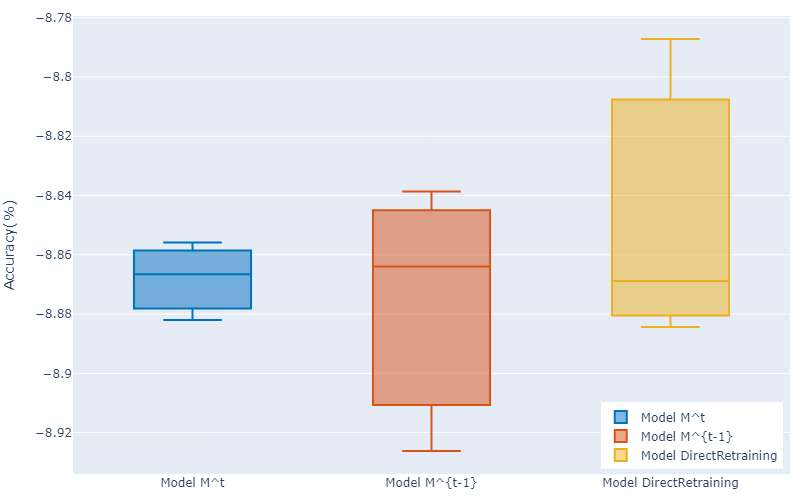 −8.78
−8.8
−8.82
−8.84
−8.86
−8.88
−8.9
−8.92
Accuracy(%)
Model M^t
Model M^{t-1}
Model DirectRetraining
Model M^t
Model M^{t-1}
Model DirectRetraining